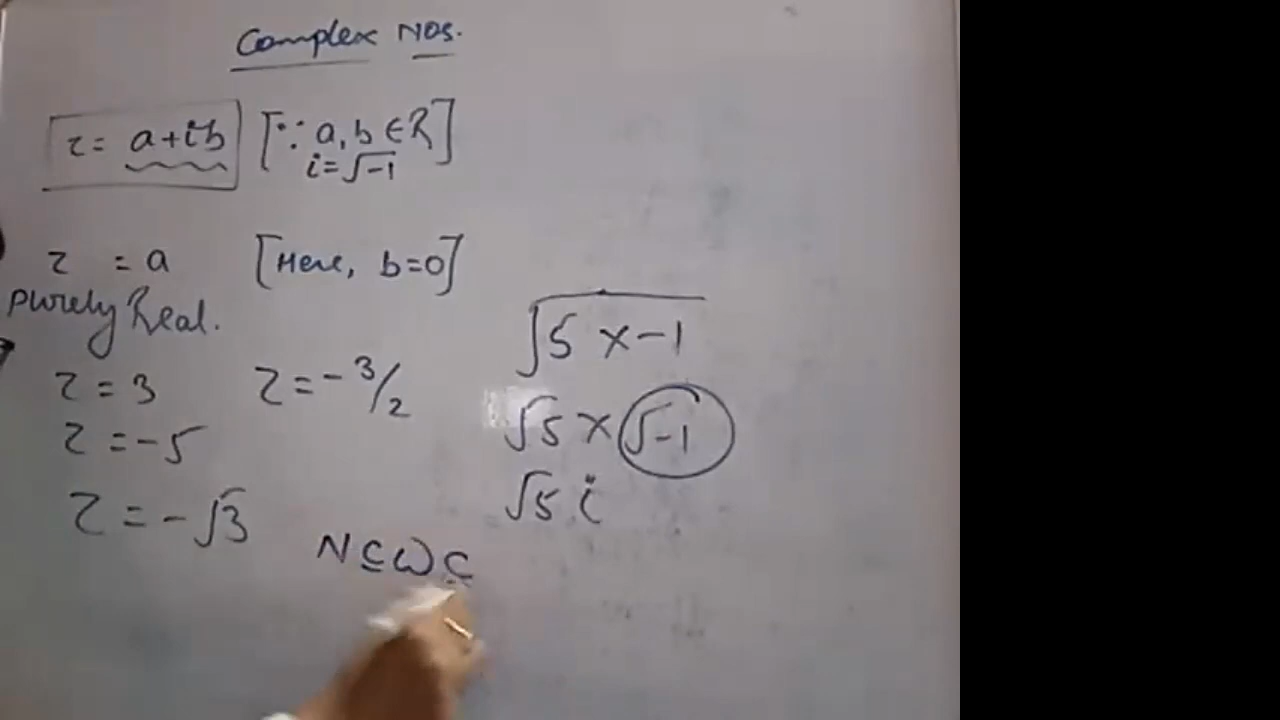 Complex Nos.
z = a+ib [∵ a, b ∈ R]
i=√-1
z = a [Here, b=0]
Purely Real.
z = 3 z = -3/2
z = -5
z = -√3
√5 x -1
√5 x √-1
√5 i
N ⊆ W ⊆